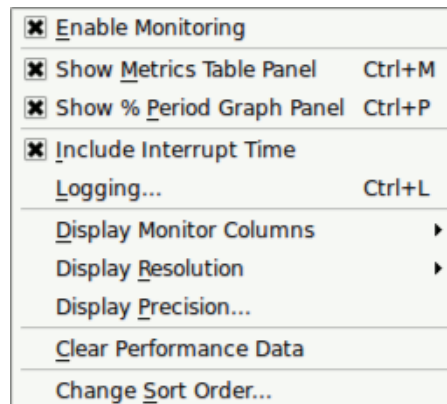 Enable Monitoring
Show Metrics Table Panel Ctrl+M
Show % Period Graph Panel Ctrl+P
Include Interrupt Time
Logging... Ctrl+L
Display Monitor Columns
Display Resolution
Display Precision...
Clear Performance Data
Change Sort Order...